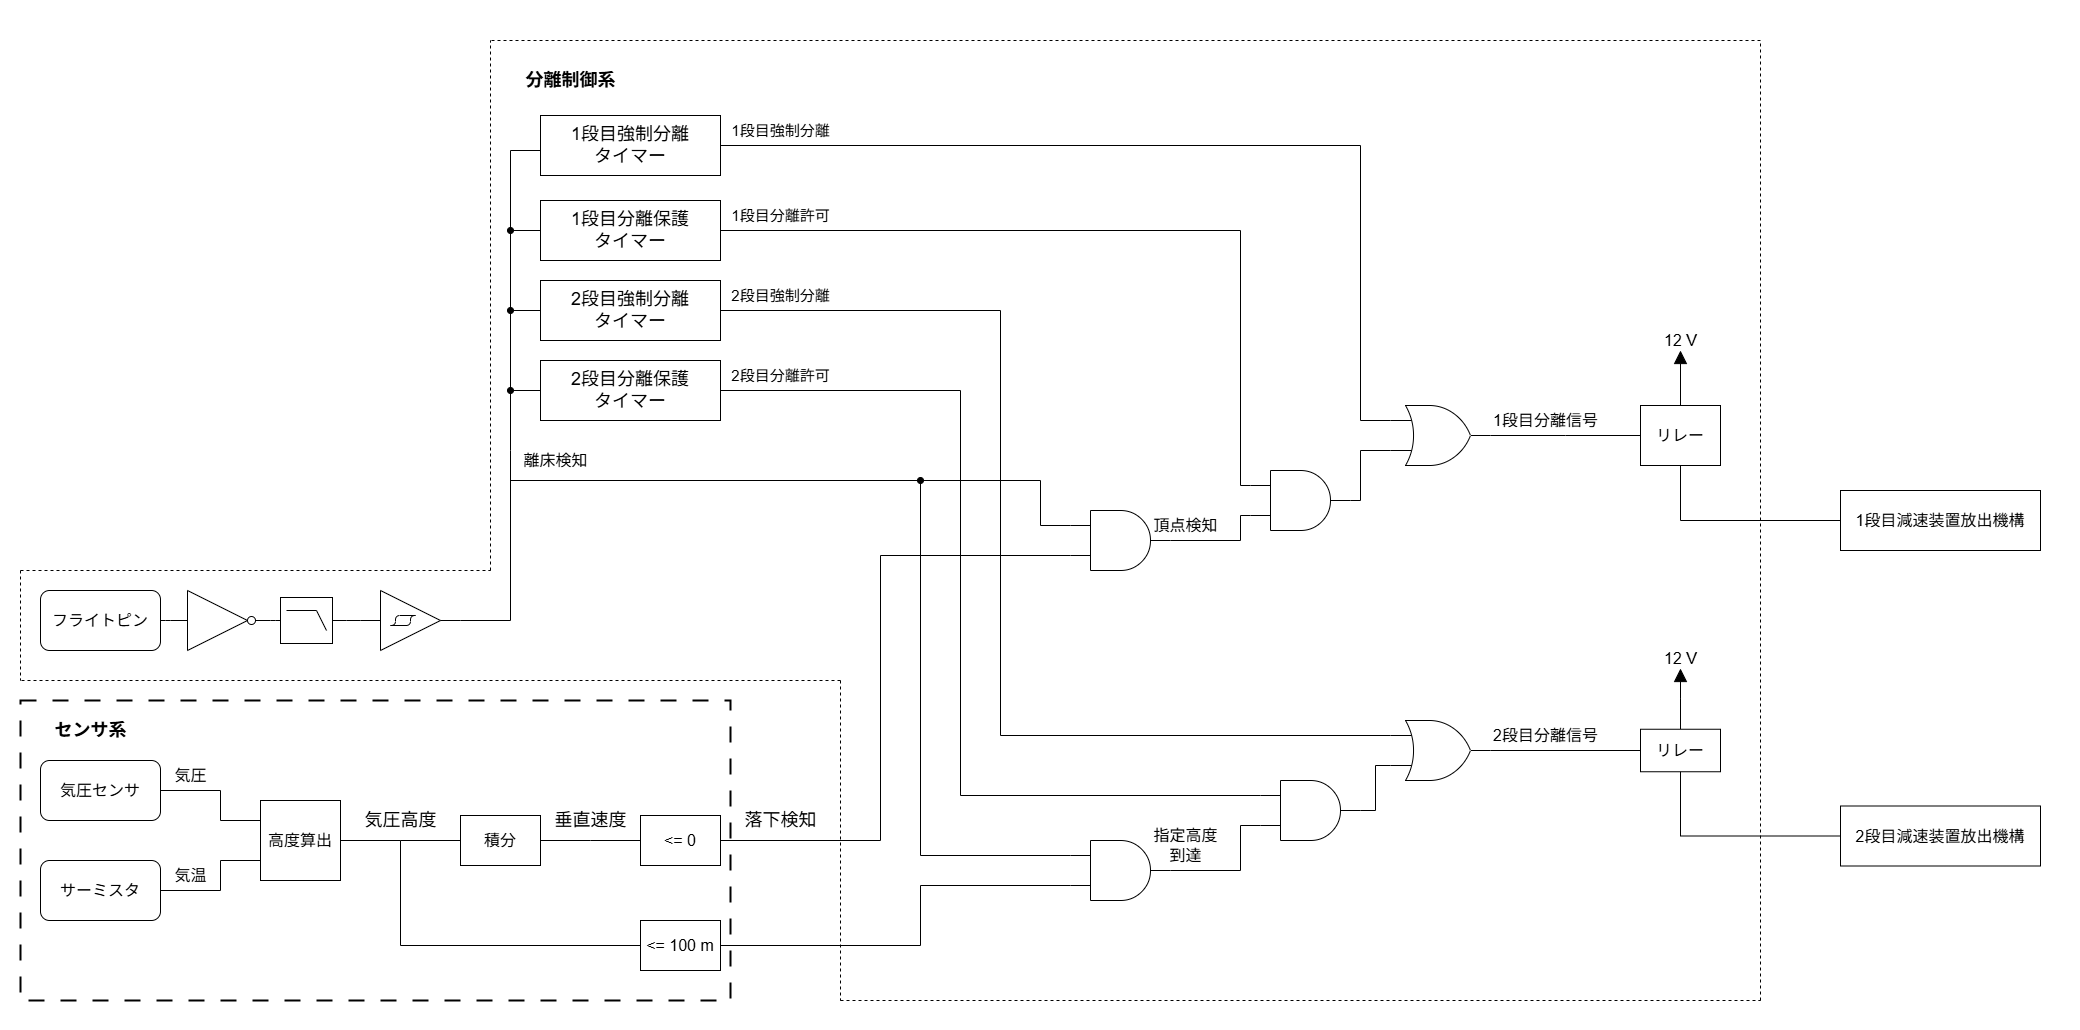 分離制御系
1段目強制分離
タイマー
1段目強制分離
1段目分離保護
タイマー
1段目分離許可
2段目強制分離
タイマー
2段目強制分離
2段目分離保護
タイマー
2段目分離許可
離床検知
頂点検知
1段目分離信号
12 V
リレー
1段目減速装置放出機構
フライトピン
センサ系
気圧センサ
気圧
サーミスタ
気温
高度算出
気圧高度
積分
垂直速度
<= 0
落下検知
<= 100 m
指定高度
到達
2段目分離信号
12 V
リレー
2段目減速装置放出機構